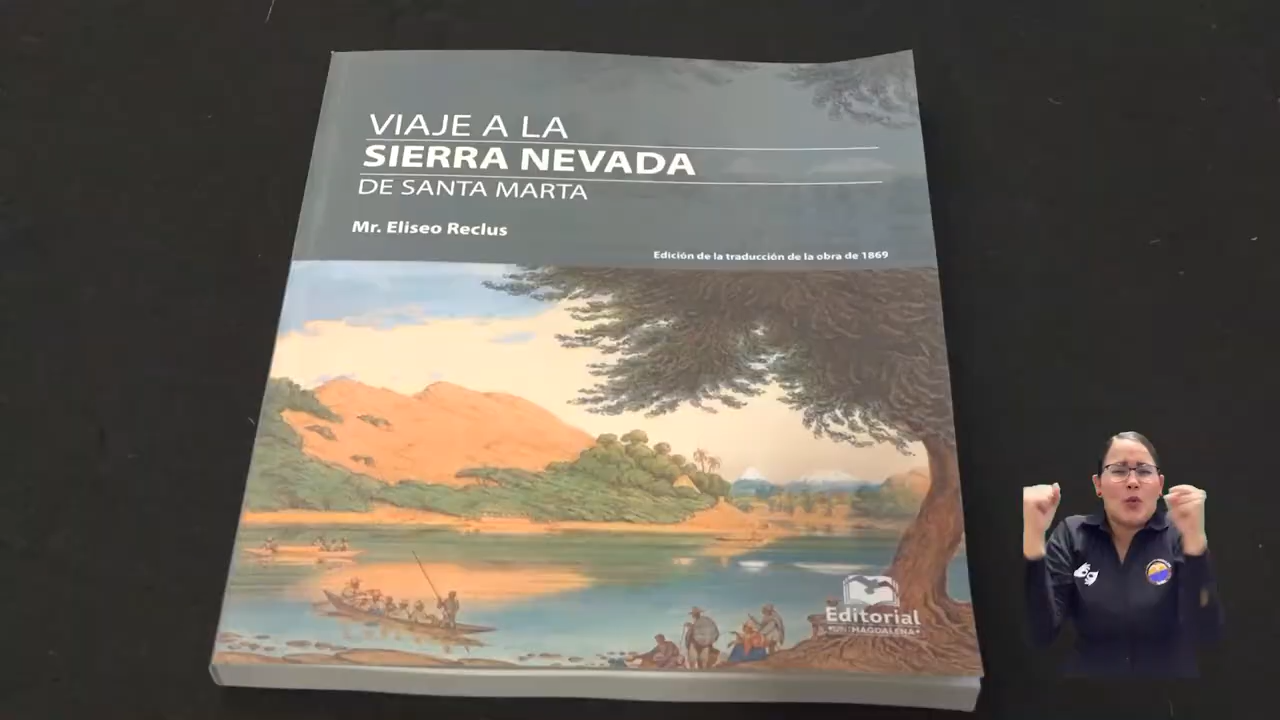 VIAJE A LA
SIERRA NEVADA
DE SANTA MARTA
Mr. Eliseo Reclus
Edición de la traducción de la obra de 1869
Editorial
UNIMAGDALENA